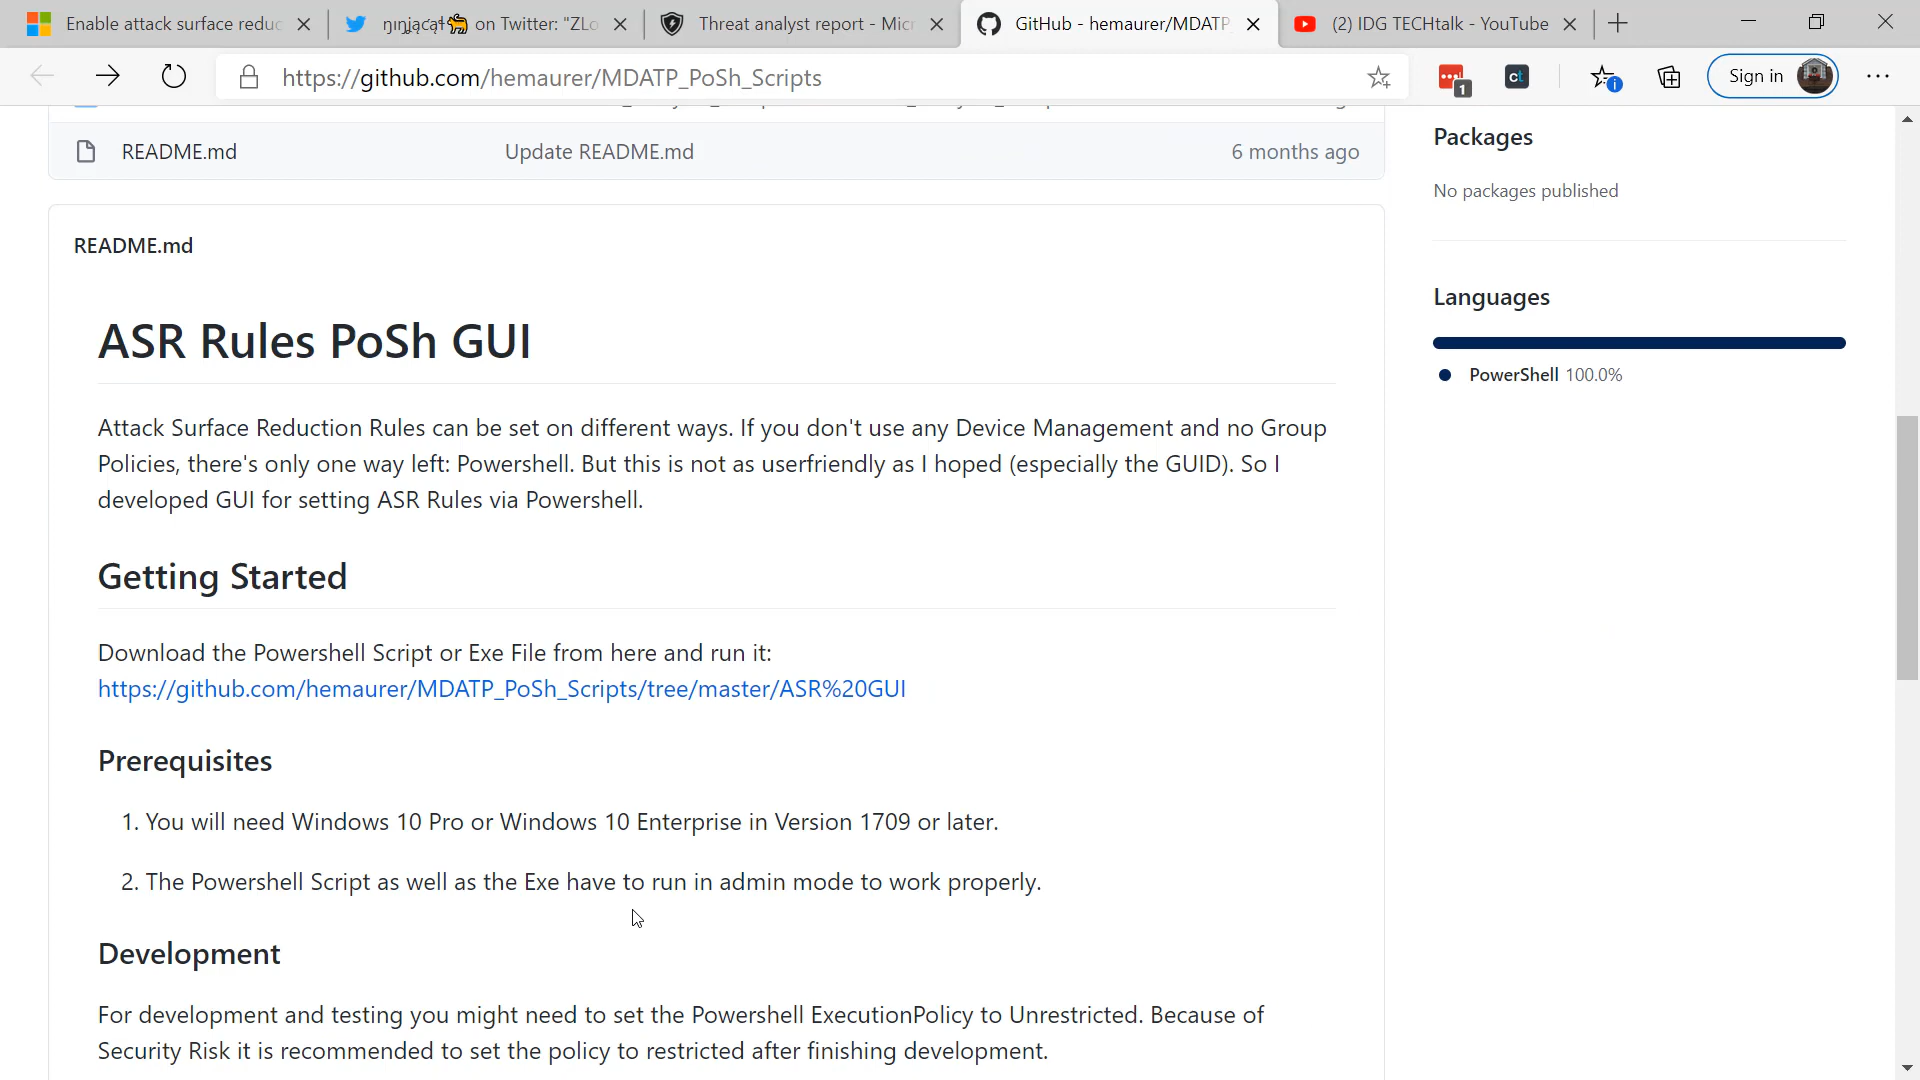 Enable attack surface reduc
on Twitter: "ZLo
Threat analyst report - Micr
GitHub - hemaurer/MDATP_
(2) IDG TECHtalk - YouTube
https://github.com/hemaurer/MDATP_PoSh_Scripts
1
ct
Sign in
README.md
Update README.md
6 months ago
Packages
No packages published
README.md
Languages
PowerShell 100.0%
ASR Rules PoSh GUI
Attack Surface Reduction Rules can be set on different ways. If you don't use any Device Management and no Group
Policies, there's only one way left: Powershell. But this is not as userfriendly as I hoped (especially the GUID). So I
developed GUI for setting ASR Rules via Powershell.
Getting Started
Download the Powershell Script or Exe File from here and run it:
https://github.com/hemaurer/MDATP_PoSh_Scripts/tree/master/ASR%20GUI
Prerequisites
1. You will need Windows 10 Pro or Windows 10 Enterprise in Version 1709 or later.
2. The Powershell Script as well as the Exe have to run in admin mode to work properly.
Development
For development and testing you might need to set the Powershell ExecutionPolicy to Unrestricted. Because of
Security Risk it is recommended to set the policy to restricted after finishing development.